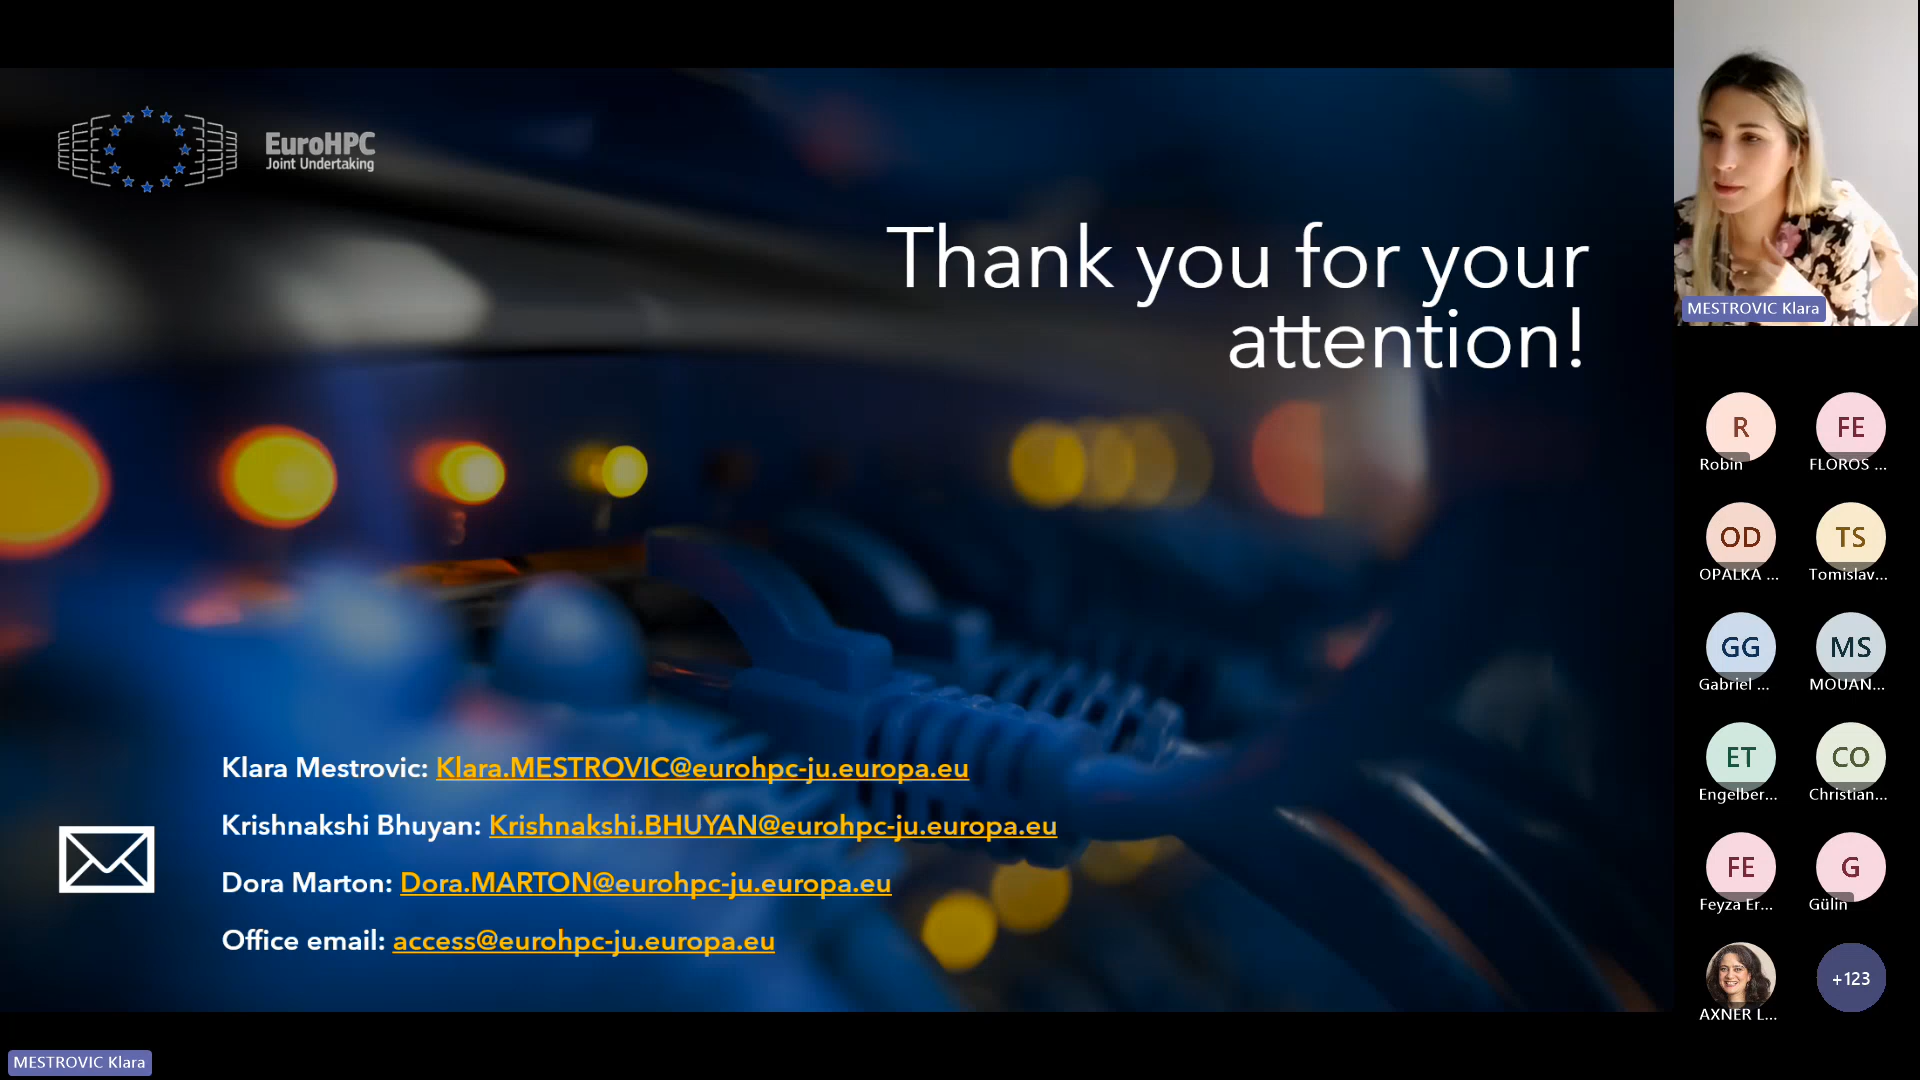 EuroHPC
Joint Undertaking
Thank you for your
attention!
Klara Mestrovic: Klara.MESTROVIC@eurohpc-ju.europa.eu
Krishnakshi Bhuyan: Krishnakshi.BHUYAN@eurohpc-ju.europa.eu
Dora Marton: Dora.MARTON@eurohpc-ju.europa.eu
Office email: access@eurohpc-ju.europa.eu
MESTROVIC Klara
MESTROVIC Klara
R
Robin
FE
FLOROS ...
OD
OPALKA ...
TS
Tomislav...
GG
Gabriel ...
MS
MOUAN...
ET
Engelber...
CO
Christian...
FE
Feyza Er...
G
Gülin
AXNER L...
+123